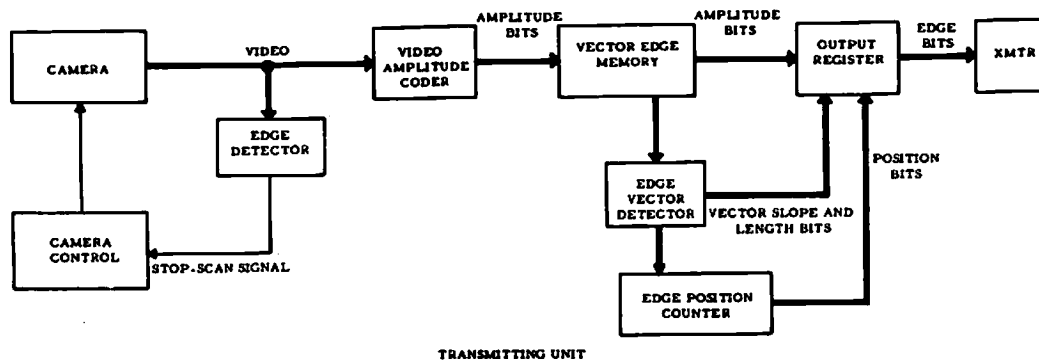 CAMERA
VIDEO
VIDEO
AMPLITUDE
CODER
AMPLITUDE
BITS
VECTOR EDGE
MEMORY
AMPLITUDE
BITS
OUTPUT
REGISTER
EDGE
BITS
XMTR
EDGE
DETECTOR
POSITION
BITS
EDGE
VECTOR
DETECTOR
VECTOR SLOPE AND
LENGTH BITS
CAMERA
CONTROL
STOP-SCAN SIGNAL
EDGE POSITION
COUNTER
TRANSMITTING UNIT